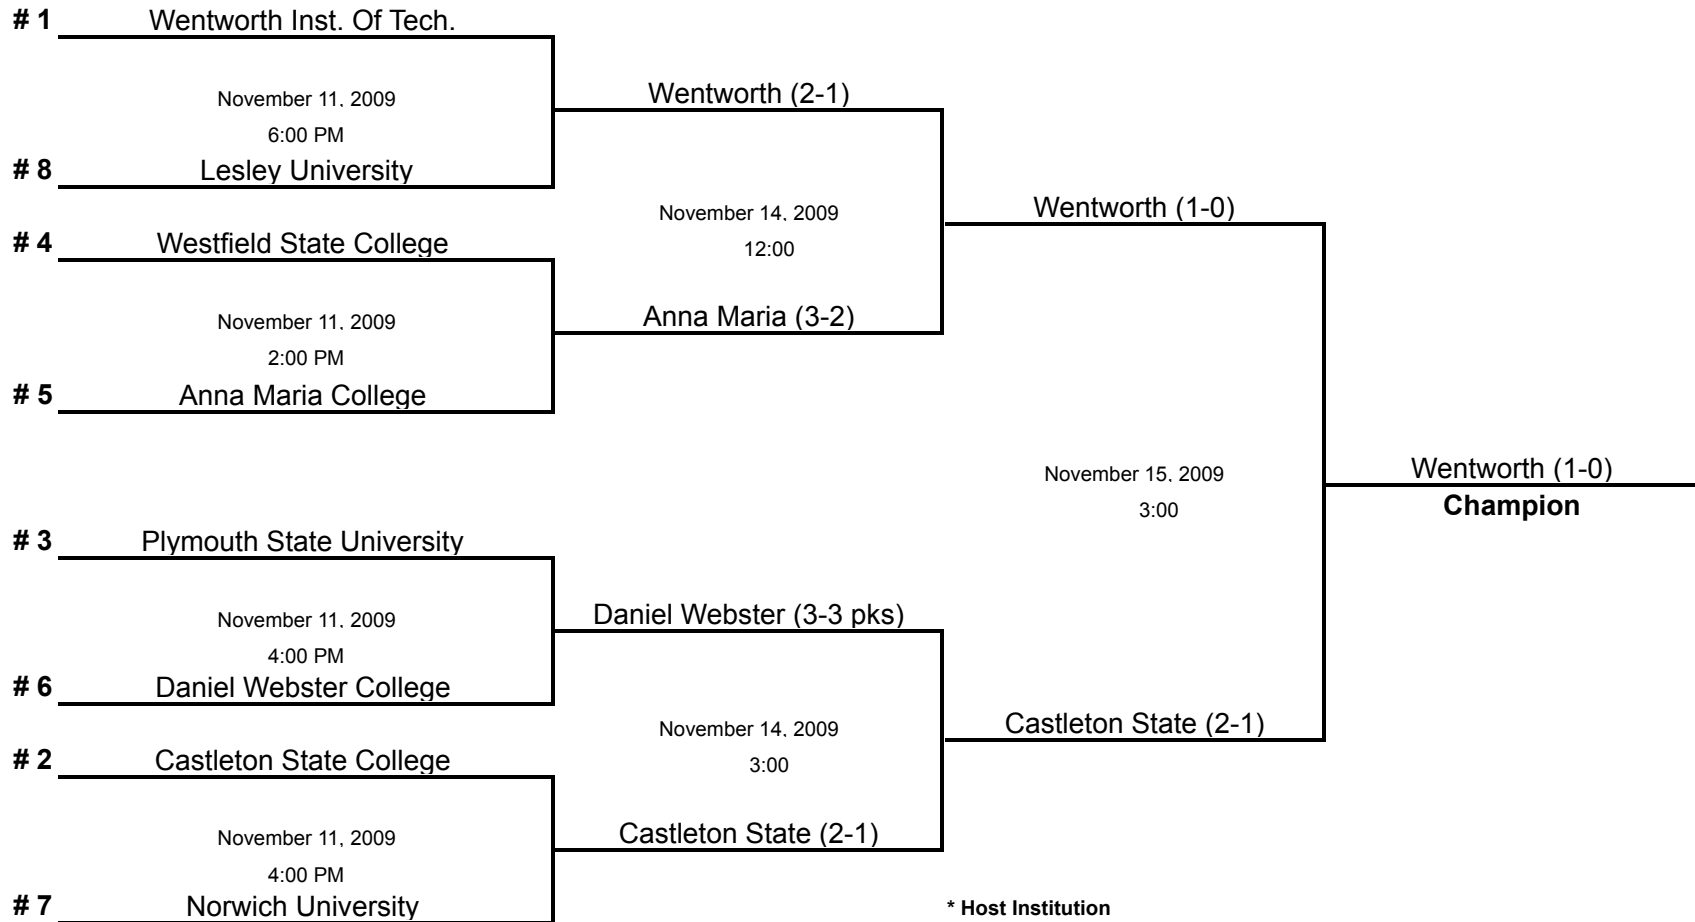 # 1 Wentworth Inst. Of Tech.
November 11, 2009
6:00 PM
# 8 Lesley University
Wentworth (2-1)
# 4 Westfield State College
November 11, 2009
2:00 PM
# 5 Anna Maria College
Anna Maria (3-2)
November 14, 2009
12:00
Wentworth (1-0)
# 3 Plymouth State University
November 11, 2009
4:00 PM
# 6 Daniel Webster College
Daniel Webster (3-3 pks)
# 2 Castleton State College
November 11, 2009
4:00 PM
# 7 Norwich University
Castleton State (2-1)
November 14, 2009
3:00
Castleton State (2-1)
November 15, 2009
3:00
Wentworth (1-0)
Champion
* Host Institution